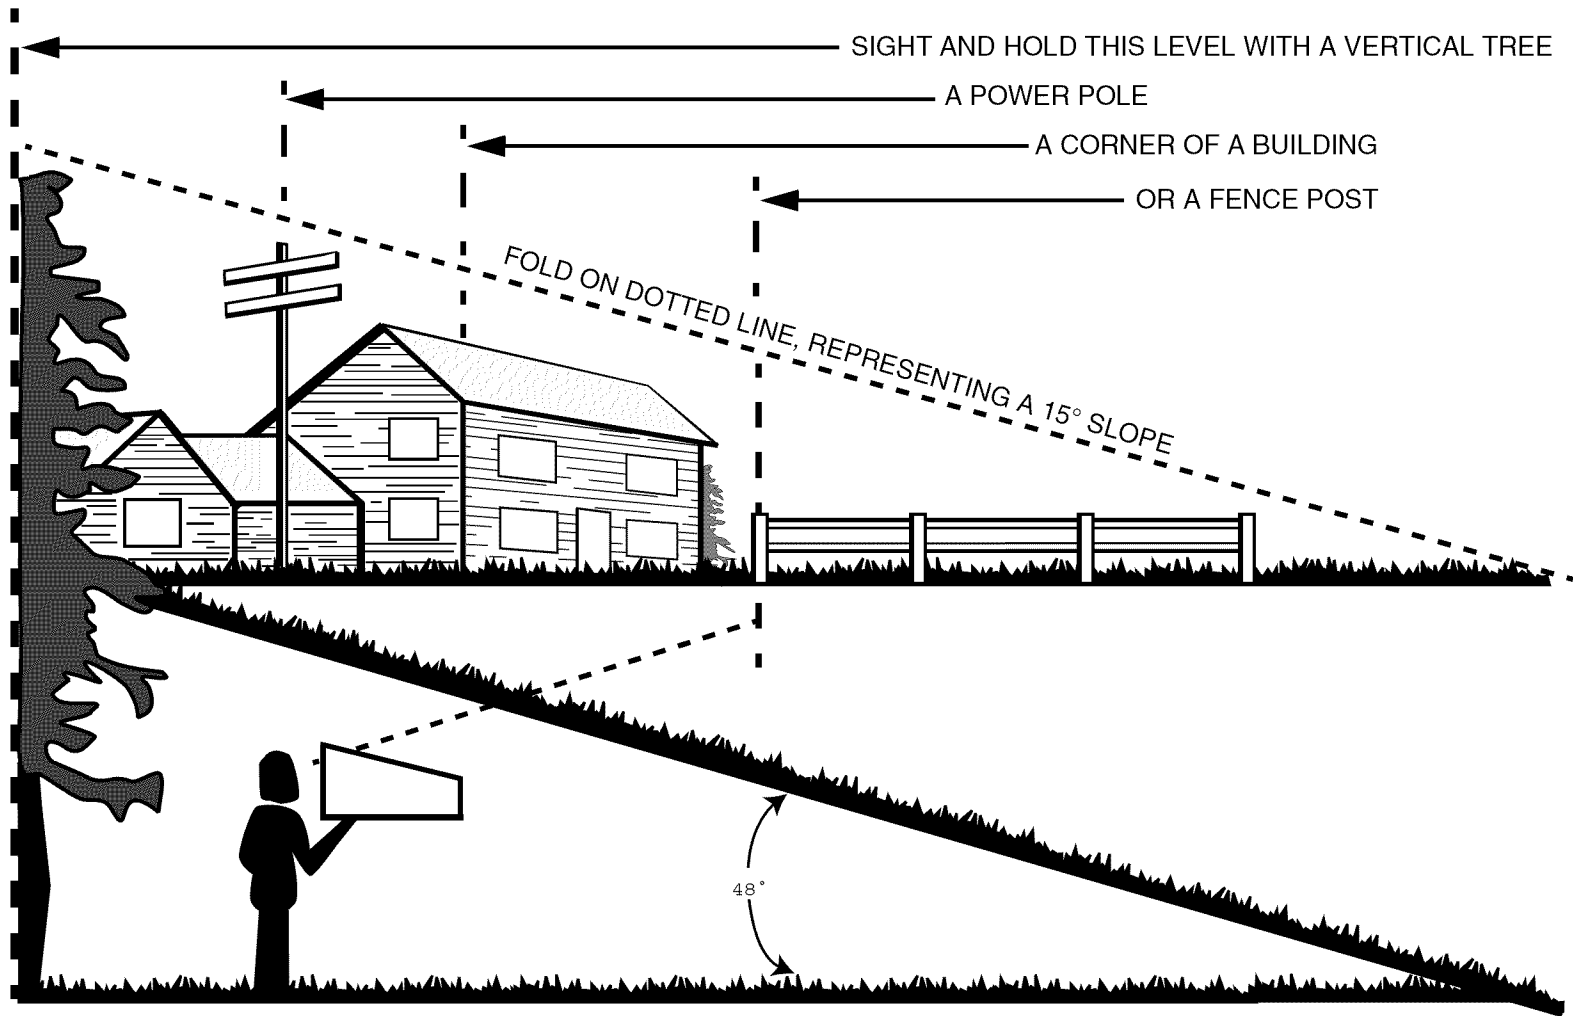 SIGHT AND HOLD THIS LEVEL WITH A VERTICAL TREE
A POWER POLE
A CORNER OF A BUILDING
OR A FENCE POST
FOLD ON DOTTED LINE, REPRESENTING A 15° SLOPE
48°